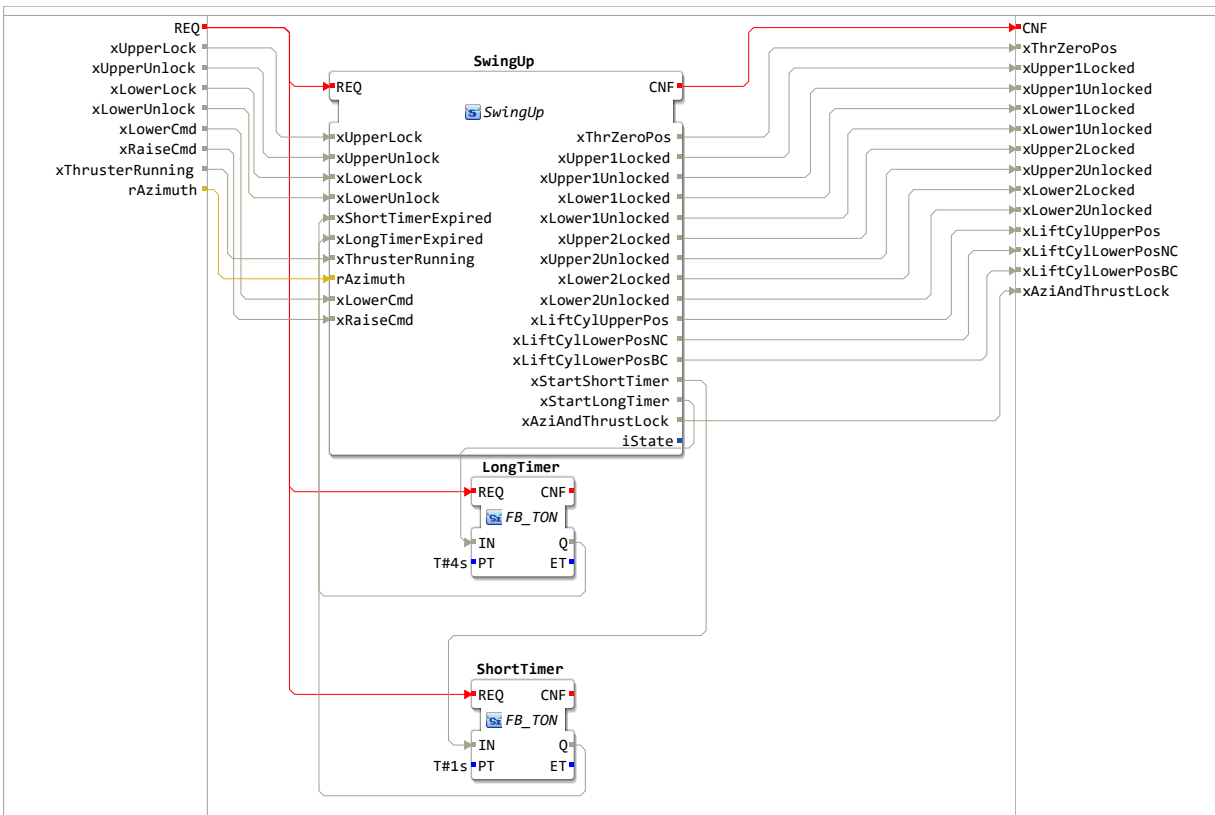 REQ
xUpperLock
xUpperUnlock
xLowerLock
xLowerUnlock
xLowerCmd
xRaiseCmd
xThrusterRunning
rAzimuth
SwingUp
REQ
CNF
SwingUp
xUpperLock
xUpperUnlock
xLowerLock
xLowerUnlock
xShortTimerExpired
xLongTimerExpired
xThrusterRunning
rAzimuth
xLowerCmd
xRaiseCmd
xThrZeroPos
xUpper1Locked
xUpper1Unlocked
xLower1Locked
xLower1Unlocked
xUpper2Locked
xUpper2Unlocked
xLower2Locked
xLower2Unlocked
xLiftCylUpperPos
xLiftCylLowerPosNC
xLiftCylLowerPosBC
xStartShortTimer
xStartLongTimer
xAziAndThrustLock
iState
CNF
xThrZeroPos
xUpper1Locked
xUpper1Unlocked
xLower1Locked
xLower1Unlocked
xUpper2Locked
xUpper2Unlocked
xLower2Locked
xLower2Unlocked
xLiftCylUpperPos
xLiftCylLowerPosNC
xLiftCylLowerPosBC
xAziAndThrustLock
LongTimer
REQ CNF
FB_TON
IN Q
T#4s PT ET
ShortTimer
REQ CNF
FB_TON
IN Q
T#1s PT ET